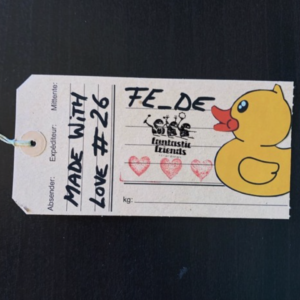 Absender: Expéditeur: Mittente:
MADE WITH
LOVE # 26
FE_DE
fantastic
friends
kg: